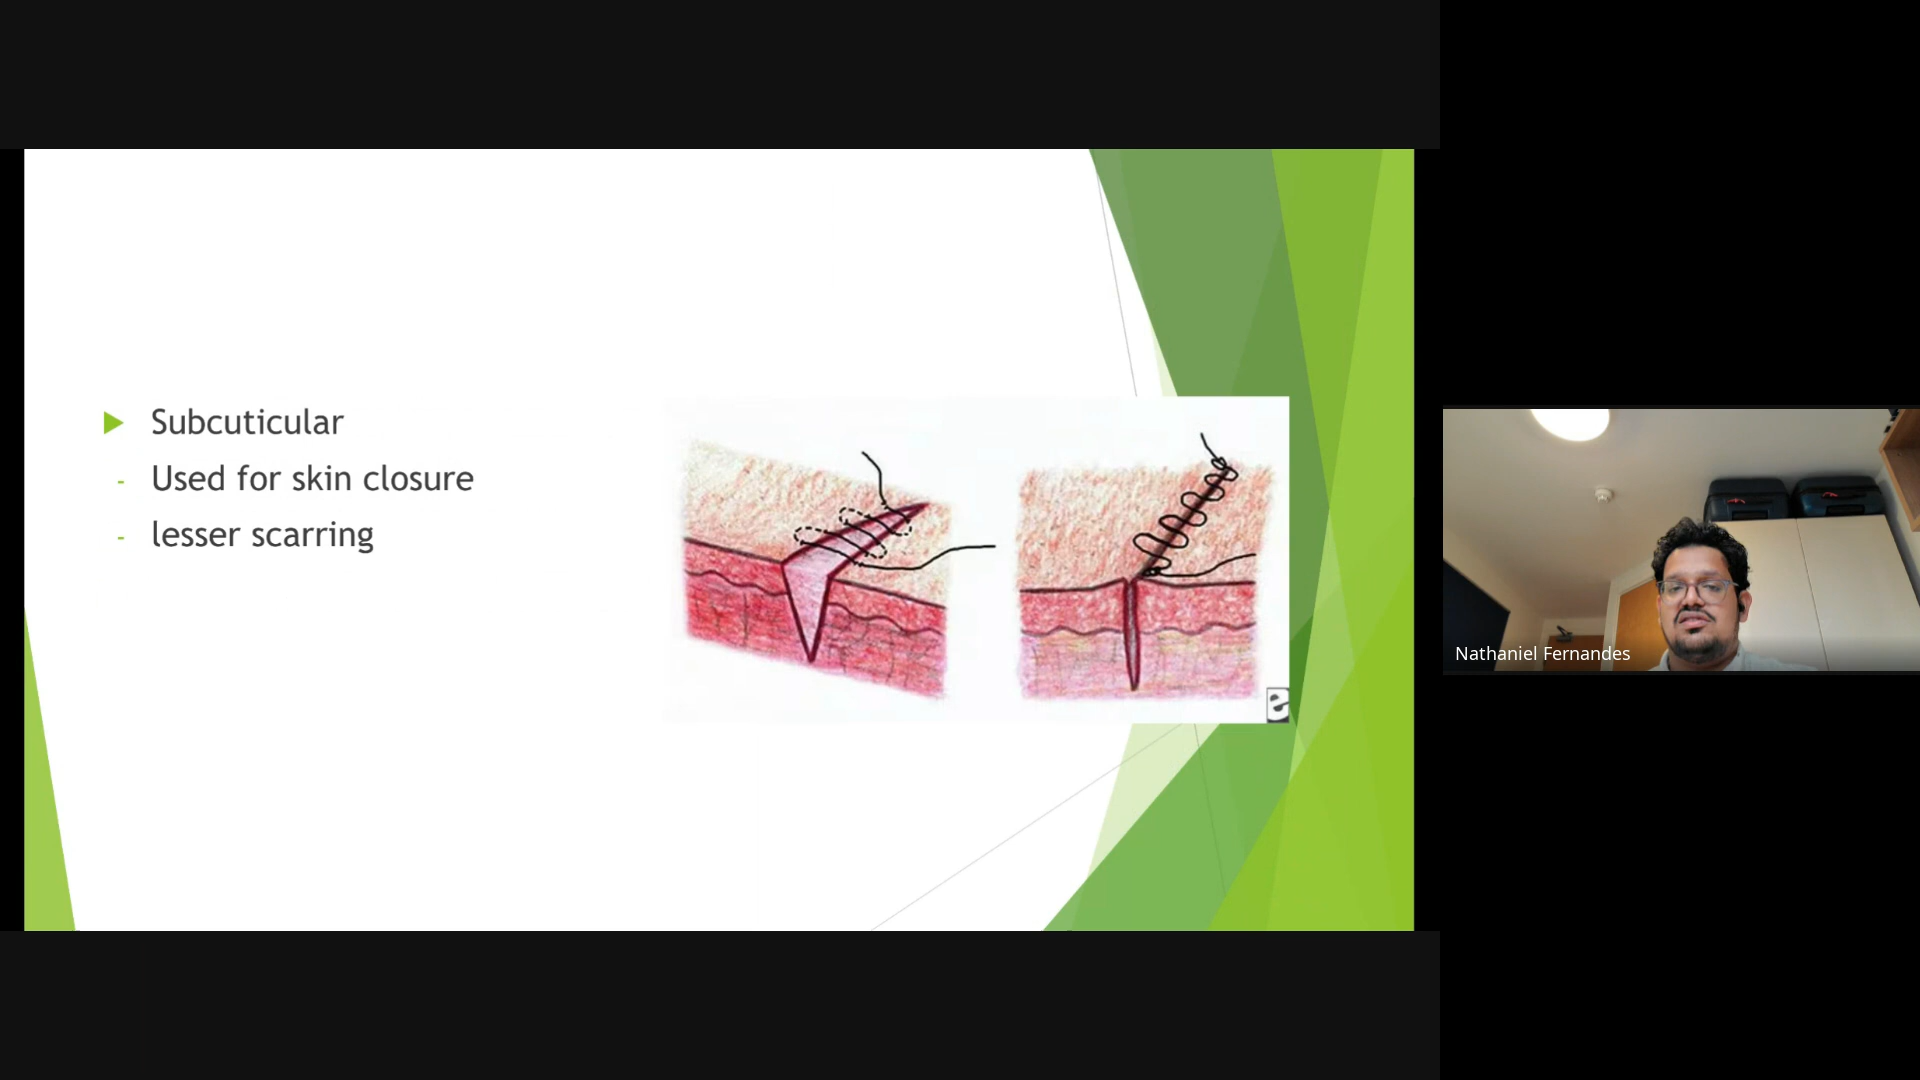 Subcuticular
- Used for skin closure
- lesser scarring
Nathaniel Fernandes